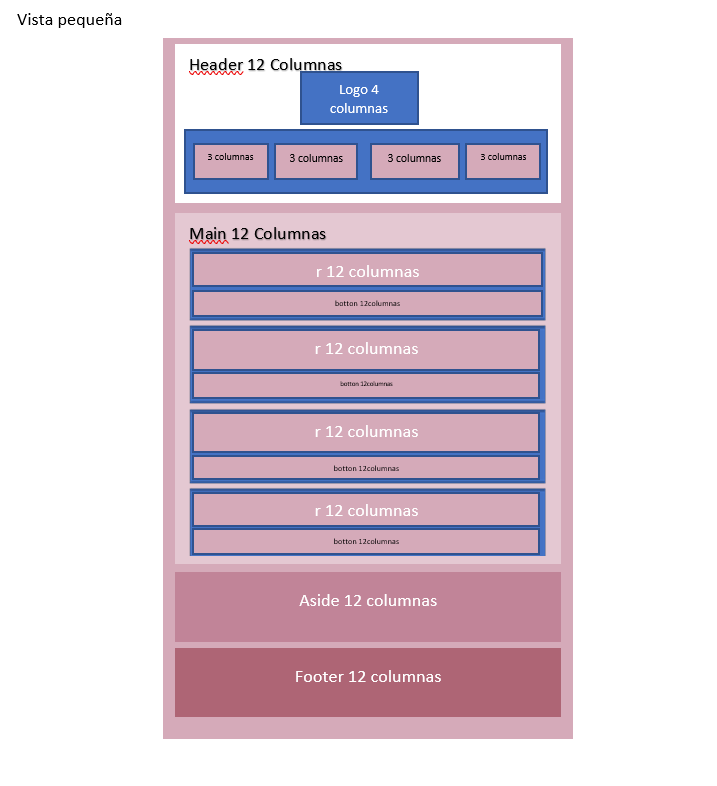 Vista pequeña
Header 12 Columnas
Logo 4
columnas
3 columnas
3 columnas
3 columnas
3 columnas
Main 12 Columnas
r 12 columnas
botton 12columnas
r 12 columnas
botton 12columnas
r 12 columnas
botton 12columnas
r 12 columnas
botton 12columnas
Aside 12 columnas
Footer 12 columnas